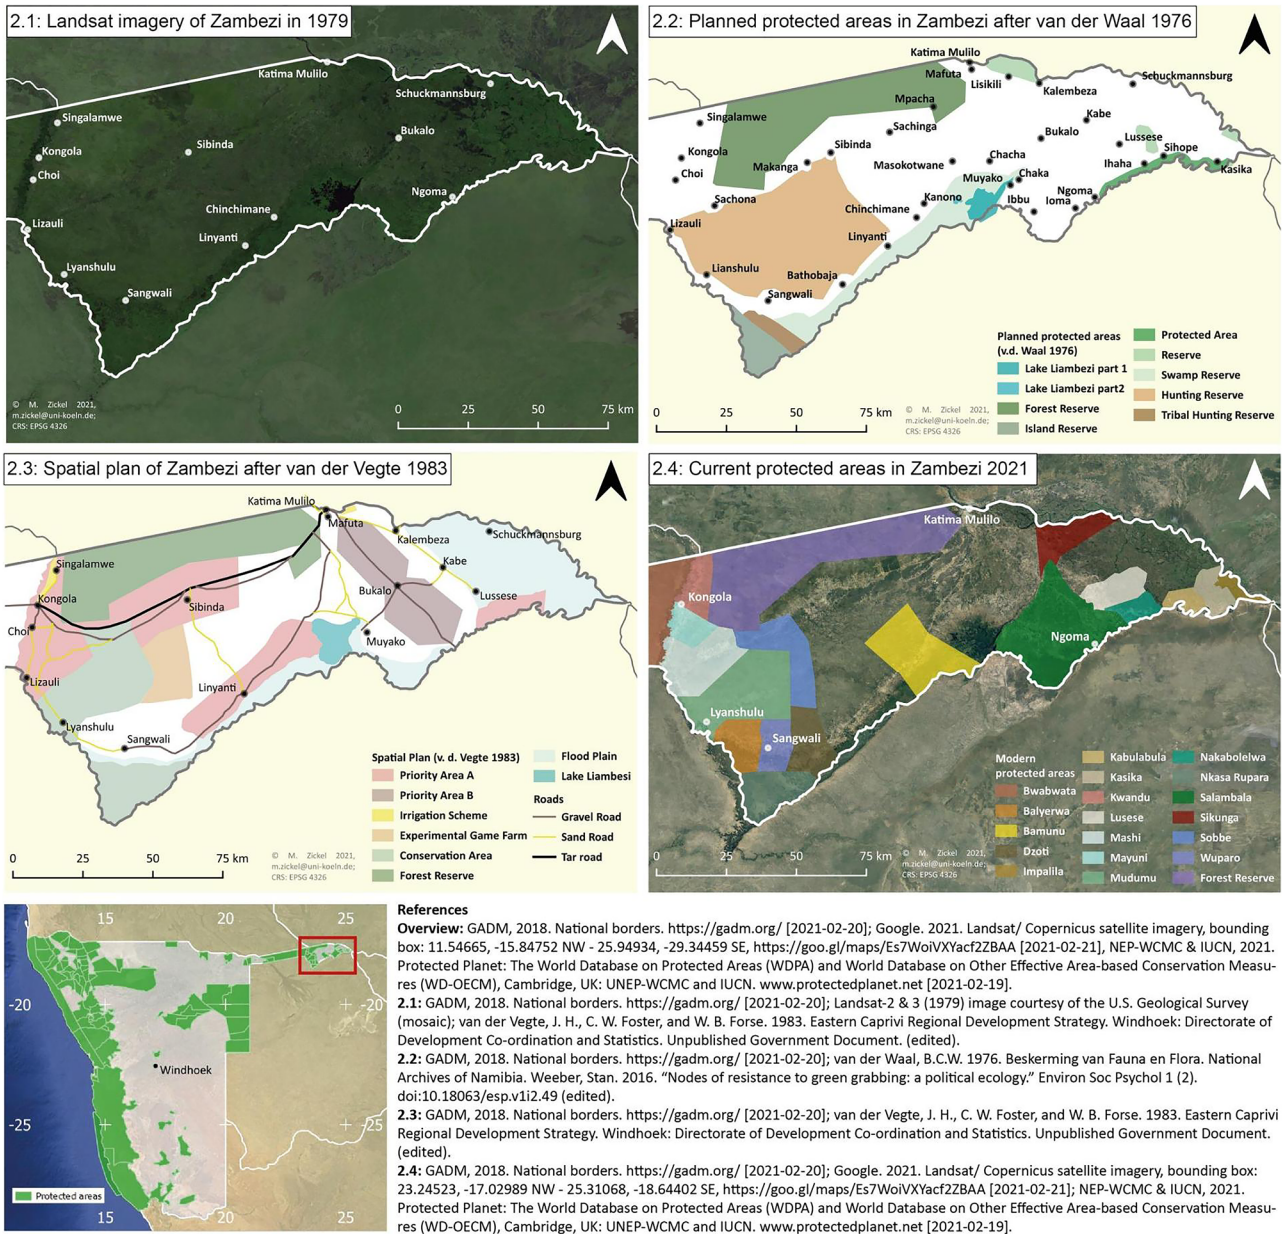 2.1: Landsat imagery of Zambezi in 1979
Katima Mulilo
Schuckmannsburg
Singalamwe
Bukalo
Kongola
Sibinda
Choi
Ngoma
Chinchimane
Lizauli
Linyanti
Lyanshulu
Sangwali
© M. Zickel 2021,
m.zickel@uni-koeln.de;
CRS: EPSG 4326
0 25 50 75 km
2.2: Planned protected areas in Zambezi after van der Waal 1976
Katima Mulilo
Mafuta
Lisikili
Schuckmannsburg
Kalembeza
Mpacha
Singalamwe
Kabe
Sachinga
Bukalo
Lussese
Sibinda
Kongola
Makanga
Masokotwane
Chacha
Sihope
Ihaha
Kasika
Choi
Muyako
Chaka
Sachona
Kanono
Ibbu
Ngoma
Ioma
Chinchimane
Lizauli
Linyanti
Lianshulu
Bathobaja
Sangwali
Planned protected areas
(v.d. Waal 1976)
Lake Liambezi part 1
Lake Liambezi part2
Forest Reserve
Island Reserve
Protected Area
Reserve
Swamp Reserve
Hunting Reserve
Tribal Hunting Reserve
0 25 50 75 km
© M. Zickel 2021,
m.zickel@uni-koeln.de;
CRS: EPSG 4326
2.3: Spatial plan of Zambezi after van der Vegte 1983
Katima Mulilo
Mafuta
Kalembeza
Schuckmannsburg
Singalamwe
Kabe
Kongola
Sibinda
Bukalo
Lussese
Choi
Muyako
Lizauli
Linyanti
Lyanshulu
Sangwali
Spatial Plan (v. d. Vegte 1983)
Priority Area A
Priority Area B
Irrigation Scheme
Experimental Game Farm
Conservation Area
Forest Reserve
Flood Plain
Lake Liambesi
Roads
Gravel Road
Sand Road
Tar road
0 25 50 75 km
© M. Zickel 2021,
m.zickel@uni-koeln.de;
CRS: EPSG 4326
2.4: Current protected areas in Zambezi 2021
Katima Mulilo
Kongola
Ngoma
Lyanshulu
Sangwali
Modern
protected areas
Bwabwata
Balyerwa
Bamunu
Dzoti
Impalila
Kabulabula
Kasika
Kwandu
Lusese
Mashi
Mayuni
Mudumu
Nakabolelwa
Nkasa Rupara
Salambala
Sikunga
Sobbe
Wuparo
Forest Reserve
0 25 50 75 km
© M. Zickel 2021,
m.zickel@uni-koeln.de;
CRS: EPSG 4326
15 20 25
-20 -20
Windhoek
-25 -25
Protected areas
15 20 25
References
Overview: GADM, 2018. National borders. https://gadm.org/ [2021-02-20]; Google. 2021. Landsat/ Copernicus satellite imagery, bounding
box: 11.54665, -15.84752 NW - 25.94934, -29.34459 SE, https://goo.gl/maps/Es7WoiVXYacf2ZBAA [2021-02-21], NEP-WCMC & IUCN, 2021.
Protected Planet: The World Database on Protected Areas (WDPA) and World Database on Other Effective Area-based Conservation Measu-
res (WD-OECM), Cambridge, UK: UNEP-WCMC and IUCN. www.protectedplanet.net [2021-02-19].
2.1: GADM, 2018. National borders. https://gadm.org/ [2021-02-20]; Landsat-2 & 3 (1979) image courtesy of the U.S. Geological Survey
(mosaic); van der Vegte, J. H., C. W. Foster, and W. B. Forse. 1983. Eastern Caprivi Regional Development Strategy. Windhoek: Directorate of
Development Co-ordination and Statistics. Unpublished Government Document. (edited).
2.2: GADM, 2018. National borders. https://gadm.org/ [2021-02-20]; van der Waal, B.C.W. 1976. Beskerming van Fauna en Flora. National
Archives of Namibia. Weeber, Stan. 2016. “Nodes of resistance to green grabbing: a political ecology.” Environ Soc Psychol 1 (2).
doi:10.18063/esp.v1i2.49 (edited).
2.3: GADM, 2018. National borders. https://gadm.org/ [2021-02-20]; van der Vegte, J. H., C. W. Foster, and W. B. Forse. 1983. Eastern Caprivi
Regional Development Strategy. Windhoek: Directorate of Development Co-ordination and Statistics. Unpublished Government Document.
(edited).
2.4: GADM, 2018. National borders. https://gadm.org/ [2021-02-20]; Google. 2021. Landsat/ Copernicus satellite imagery, bounding box:
23.24523, -17.02989 NW - 25.31068, -18.64402 SE, https://goo.gl/maps/Es7WoiVXYacf2ZBAA [2021-02-21]; NEP-WCMC & IUCN, 2021.
Protected Planet: The World Database on Protected Areas (WDPA) and World Database on Other Effective Area-based Conservation Measu-
res (WD-OECM), Cambridge, UK: UNEP-WCMC and IUCN. www.protectedplanet.net [2021-02-19].